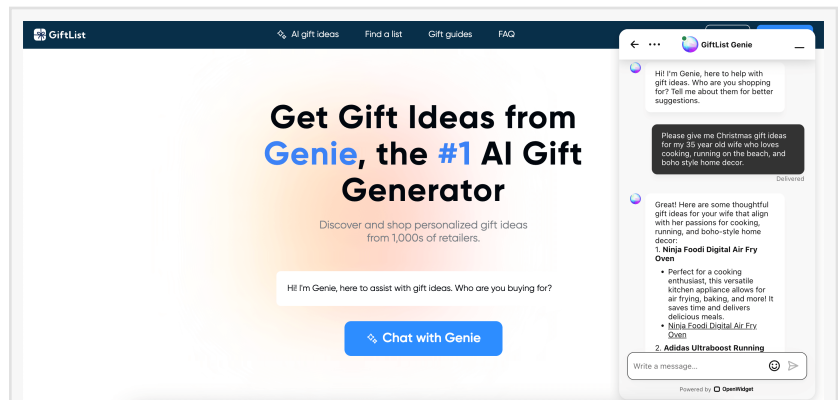 GiftList
AI gift ideas
Find a list
Gift guides
FAQ
Get Gift Ideas from
Genie, the #1 AI Gift
Generator
Discover and shop personalized gift ideas
from 1,000s of retailers.
Hi! I'm Genie, here to assist with gift ideas. Who are you buying for?
Chat with Genie
GiftList Genie
Hi! I'm Genie, here to help with
gift ideas. Who are you shopping
for? Tell me about them for better
suggestions.
Please give me Christmas gift ideas
for my 35 year old wife who loves
cooking, running on the beach, and
boho style home decor.
Delivered
Great! Here are some thoughtful
gift ideas for your wife that align
with her passions for cooking,
running, and boho-style home
decor:
1. Ninja Foodi Digital Air Fry
Oven
• Perfect for a cooking
enthusiast, this versatile
kitchen appliance allows for
air frying, baking, and more! It
saves time and delivers
delicious meals.
• Ninja Foodi Digital Air Fry
Oven
2. Adidas Ultraboost Running
Write a message...
Powered by OpenWidget